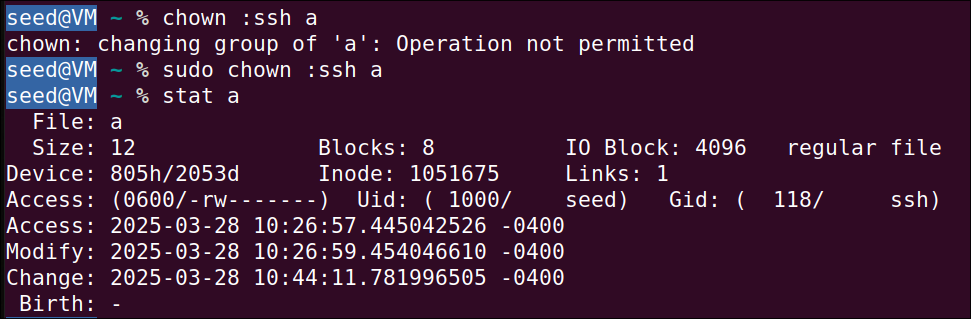 seed@VM ~ % chown :ssh a
chown: changing group of 'a': Operation not permitted
seed@VM ~ % sudo chown :ssh a
seed@VM ~ % stat a
  File: a
  Size: 12              Blocks: 8          IO Block: 4096   regular file
Device: 805h/2053d      Inode: 1051675     Links: 1
Access: (0600/-rw-------)  Uid: ( 1000/    seed)   Gid: (  118/     ssh)
Access: 2025-03-28 10:26:57.445042526 -0400
Modify: 2025-03-28 10:26:59.454046610 -0400
Change: 2025-03-28 10:44:11.781996505 -0400
 Birth: -